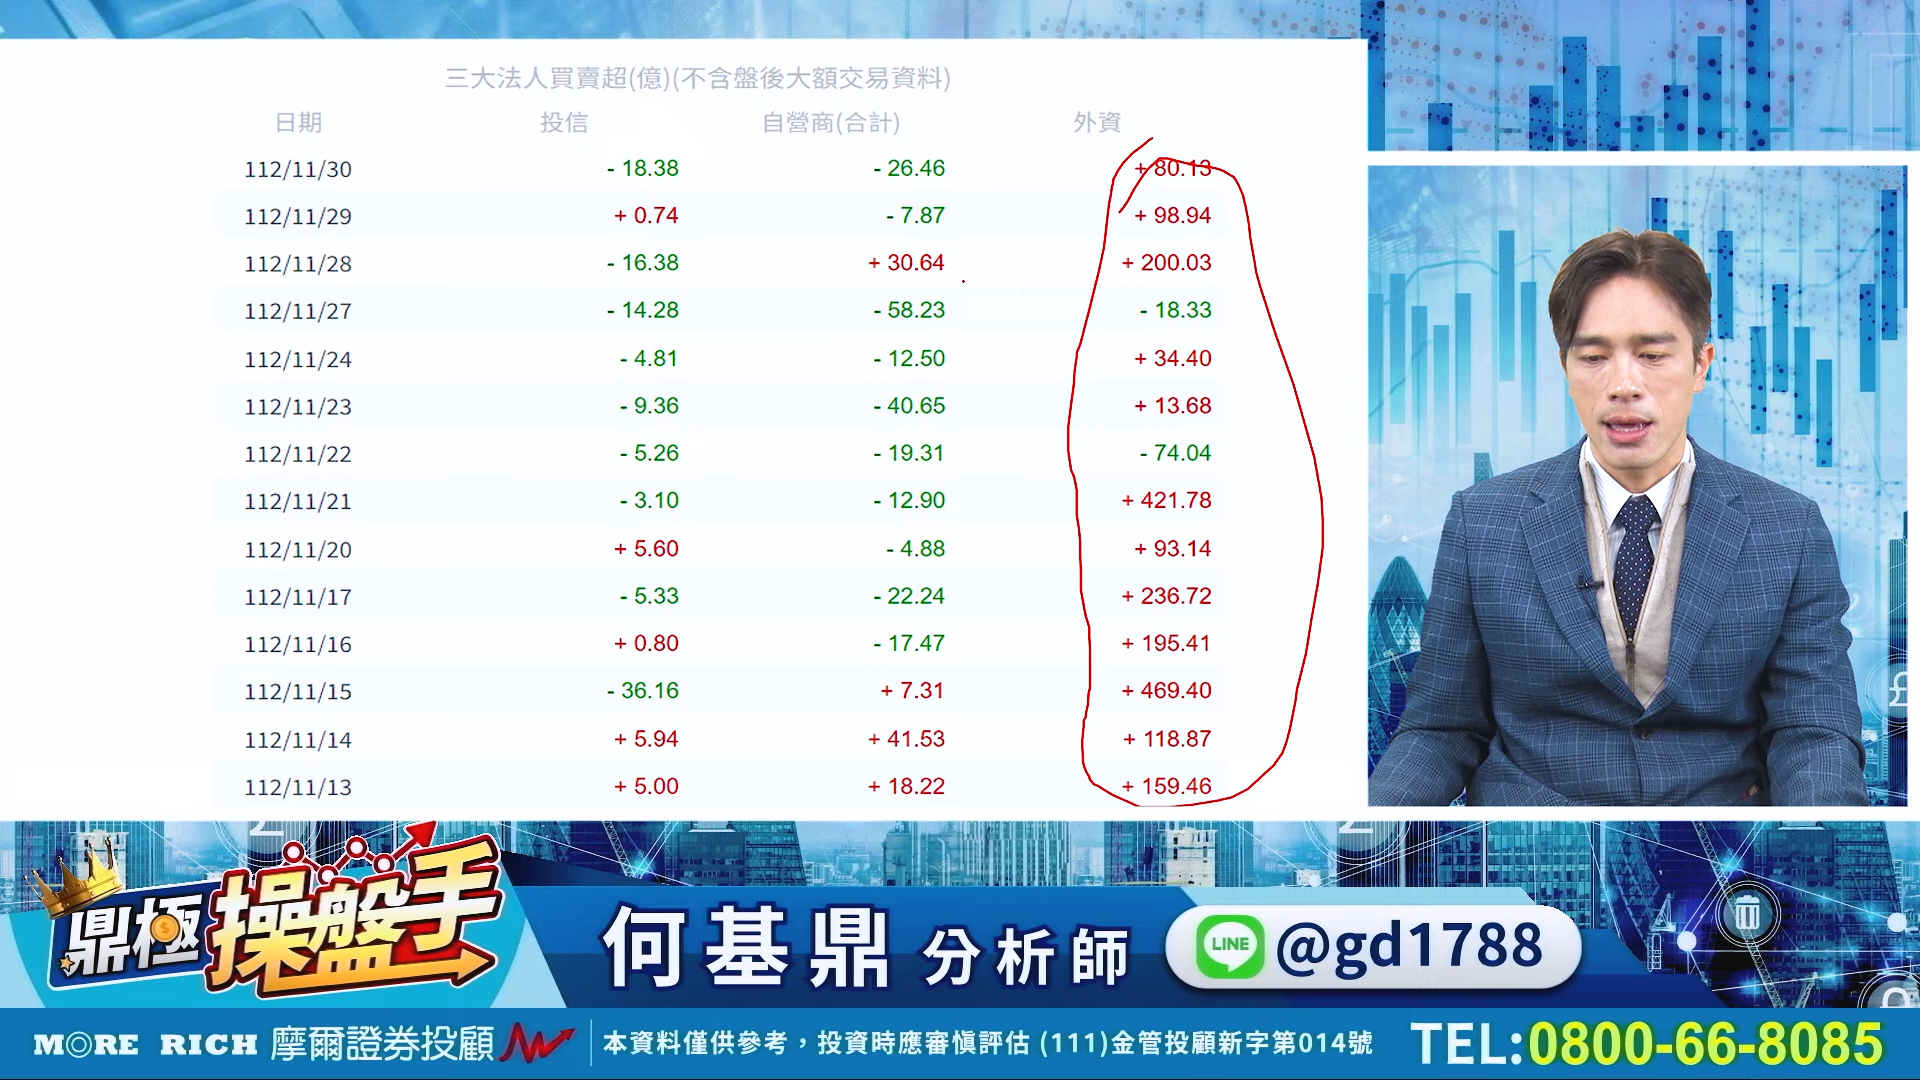 三大法人買賣超(億)(不含盤後大額交易資料)
日期 投信 自營商(合計) 外資
112/11/30 - 18.38 - 26.46 + 80.13
112/11/29 + 0.74 - 7.87 + 98.94
112/11/28 - 16.38 + 30.64 + 200.03
112/11/27 - 14.28 - 58.23 - 18.33
112/11/24 - 4.81 - 12.50 + 34.40
112/11/23 - 9.36 - 40.65 + 13.68
112/11/22 - 5.26 - 19.31 - 74.04
112/11/21 - 3.10 - 12.90 + 421.78
112/11/20 + 5.60 - 4.88 + 93.14
112/11/17 - 5.33 - 22.24 + 236.72
112/11/16 + 0.80 - 17.47 + 195.41
112/11/15 - 36.16 + 7.31 + 469.40
112/11/14 + 5.94 + 41.53 + 118.87
112/11/13 + 5.00 + 18.22 + 159.46
鼎極操盤手
何基鼎 分析師 LINE @gd1788
MORE RICH 摩爾證券投顧 本資料僅供參考，投資時應審慎評估 (111)金管投顧新字第014號 TEL:0800-66-8085